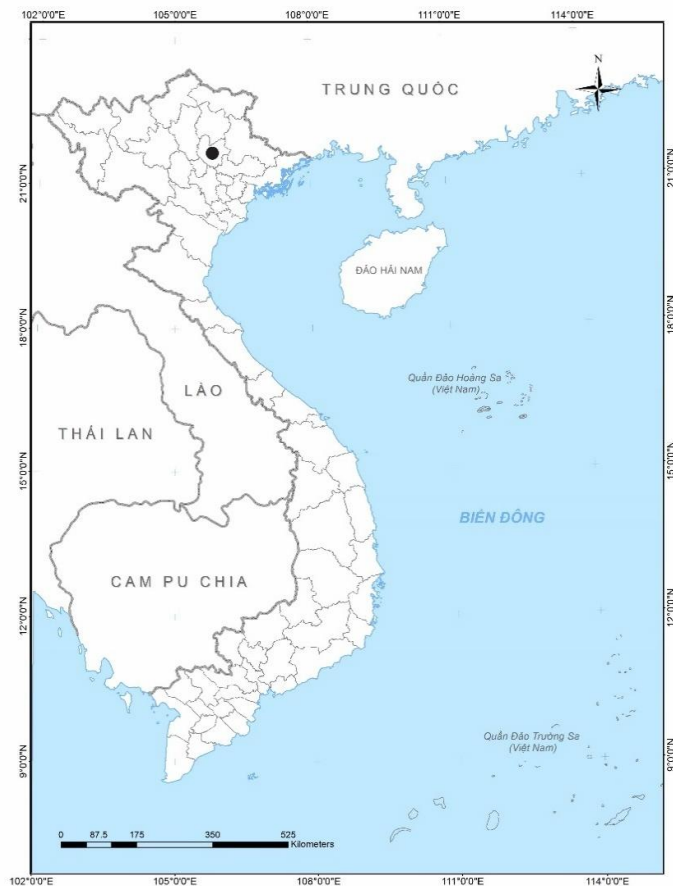 102°0'0"E
105°0'0"E
108°0'0"E
111°0'0"E
114°0'0"E
N
TRUNG QUỐC
21°0'0"N
21°0'0"N
ĐẢO HẢI NAM
18°0'0"N
18°0'0"N
Quần Đảo Hoàng Sa
(Việt Nam)
LÀO
THÁI LAN
15°0'0"N
15°0'0"N
BIỂN ĐÔNG
CAM PU CHIA
12°0'0"N
12°0'0"N
Quần Đảo Trường Sa
(Việt Nam)
9°0'0"N
9°0'0"N
0 87.5 175 350 525
Kilometers
102°0'0"E
105°0'0"E
108°0'0"E
111°0'0"E
114°0'0"E